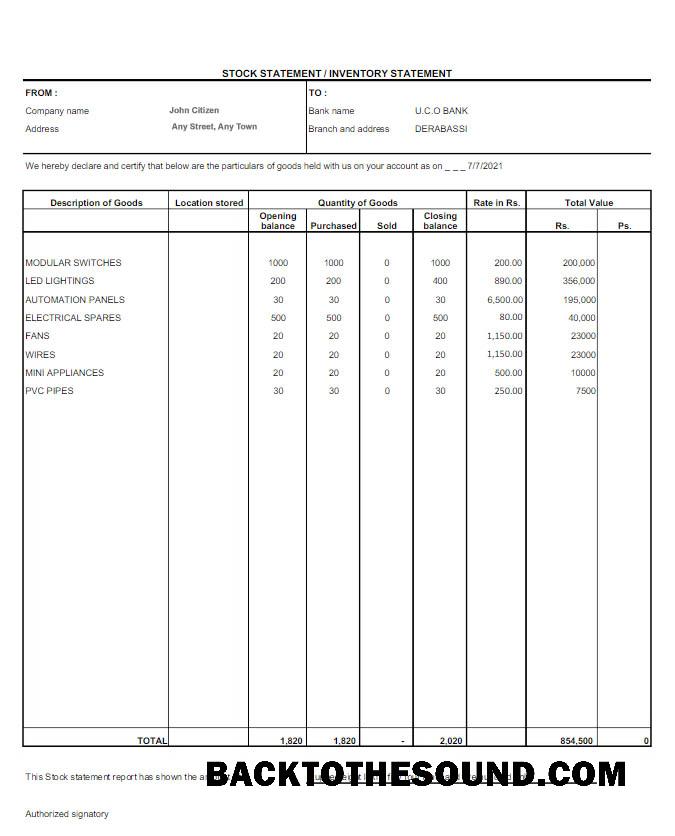 STOCK STATEMENT / INVENTORY STATEMENT
FROM : TO :
Company name John Citizen Bank name U.C.O BANK
Address Any Street, Any Town Branch and address DERABASSI
We hereby declare and certify that below are the particulars of goods held with us on your account as on _ _ _ 7/7/2021
Description of Goods Location stored Quantity of Goods Rate in Rs. Total Value
Opening balance Purchased Sold Closing balance Rs. Ps.
MODULAR SWITCHES 1000 1000 0 1000 200.00 200,000
LED LIGHTINGS 200 200 0 400 890.00 356,000
AUTOMATION PANELS 30 30 0 30 6,500.00 195,000
ELECTRICAL SPARES 500 500 0 500 80.00 40,000
FANS 20 20 0 20 1,150.00 23000
WIRES 20 20 0 20 1,150.00 23000
MINI APPLIANCES 20 20 0 20 500.00 10000
PVC PIPES 30 30 0 30 250.00 7500
TOTAL 1,820 1,820 - 2,020 854,500 0
This Stock statement report has shown the
BACKTOTHESOUND.COM
Authorized signatory